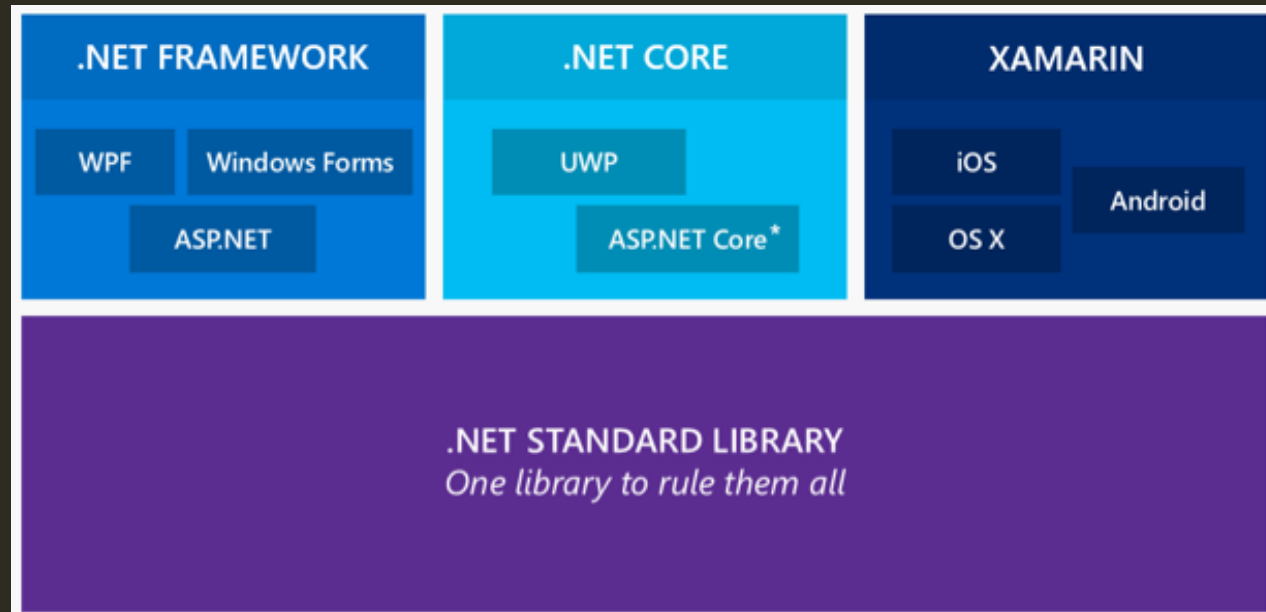 .NET FRAMEWORK
WPF
Windows Forms
ASP.NET
.NET CORE
UWP
ASP.NET Core*
XAMARIN
iOS
Android
OS X
.NET STANDARD LIBRARY
One library to rule them all